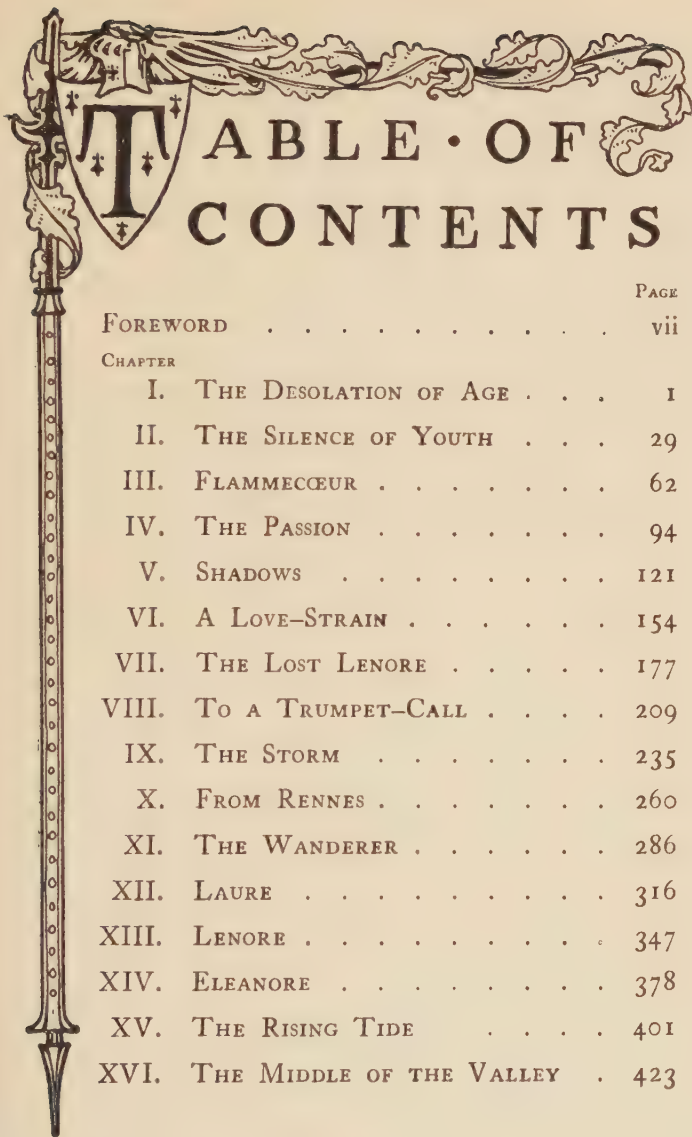 TABLE · OF
CONTENTS
PAGE
FOREWORD . . . . . . . . . . . vii
CHAPTER
I. THE DESOLATION OF AGE . . . 1
II. THE SILENCE OF YOUTH . . . 29
III. FLAMMECŒUR . . . . . . . 62
IV. THE PASSION . . . . . . . 94
V. SHADOWS . . . . . . . . 121
VI. A LOVE–STRAIN . . . . . . 154
VII. THE LOST LENORE . . . . . 177
VIII. TO A TRUMPET–CALL . . . . 209
IX. THE STORM . . . . . . . 235
X. FROM RENNES . . . . . . . 260
XI. THE WANDERER . . . . . . 286
XII. LAURE . . . . . . . . . 316
XIII. LENORE . . . . . . . . . 347
XIV. ELEANORE . . . . . . . . 378
XV. THE RISING TIDE . . . . 401
XVI. THE MIDDLE OF THE VALLEY . 423